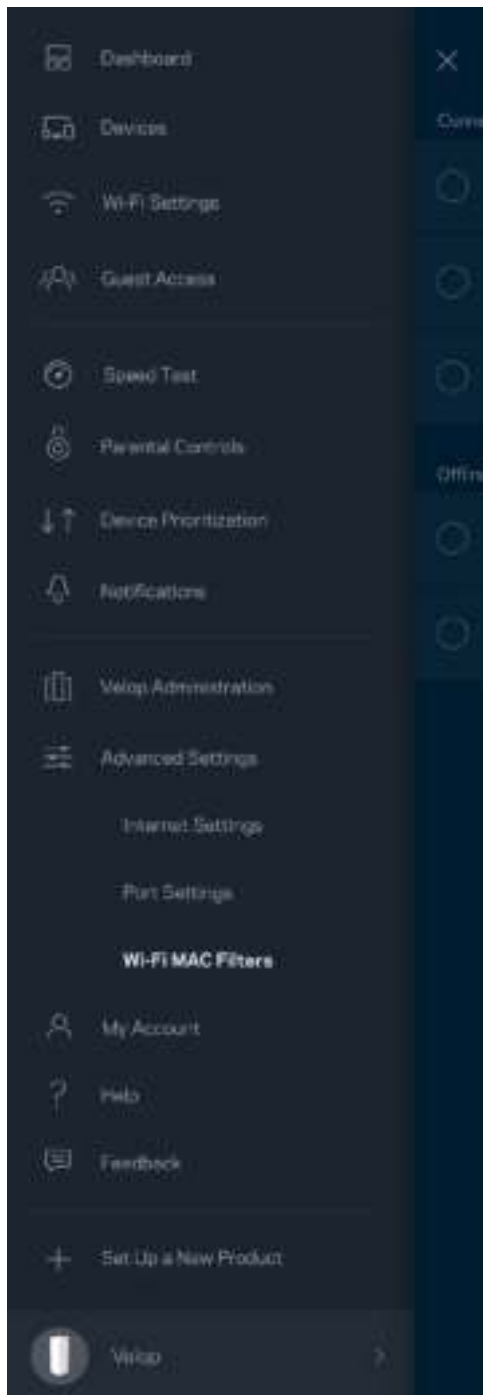 Dashboard
Devices
Wi-Fi Settings
Guest Access
Speed Test
Parental Controls
Device Prioritization
Notifications
Velop Administration
Advanced Settings
Internet Settings
Port Settings
Wi-Fi MAC Filters
My Account
Help
Feedback
Set Up a New Product
Velop